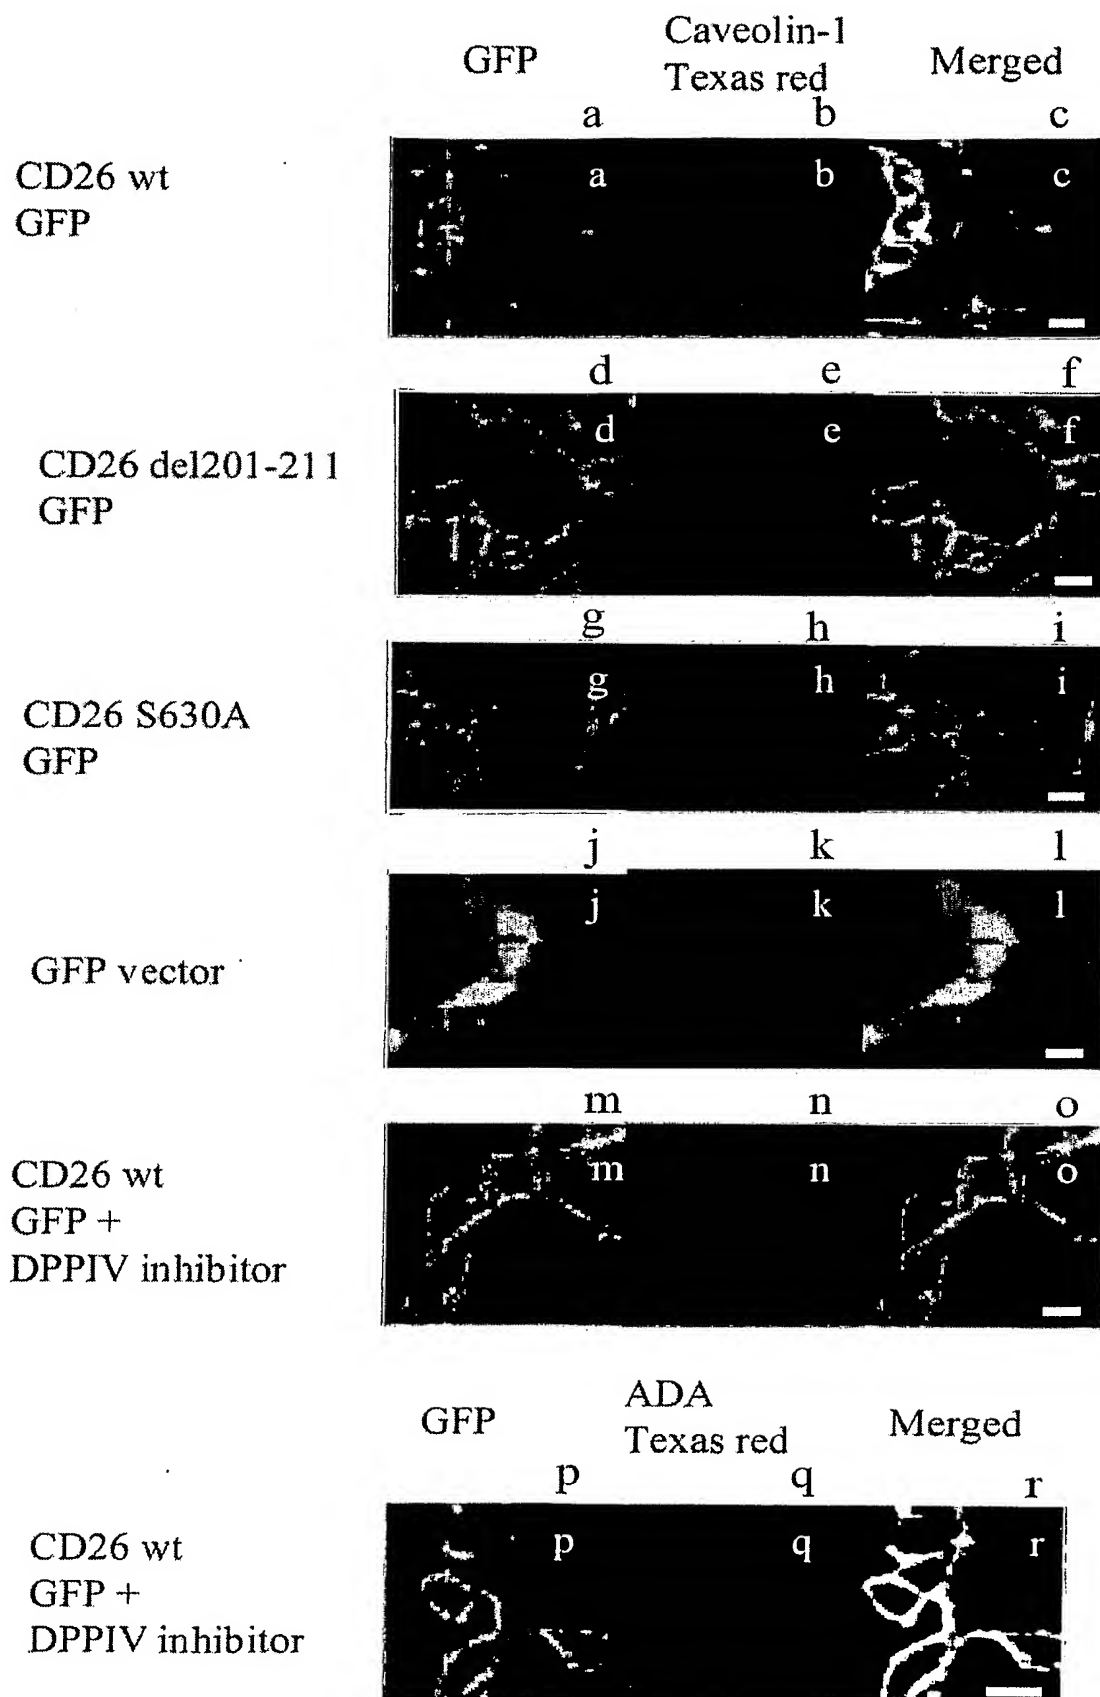 GFP
Caveolin-1
Texas red
Merged
a b c
CD26 wt
GFP
a b c
d e f
CD26 del201-211
GFP
d e f
g h i
CD26 S630A
GFP
g h i
j k l
GFP vector
j k l
m n o
CD26 wt
GFP +
DPPIV inhibitor
m n o
GFP
ADA
Texas red
Merged
p q r
CD26 wt
GFP +
DPPIV inhibitor
p q r